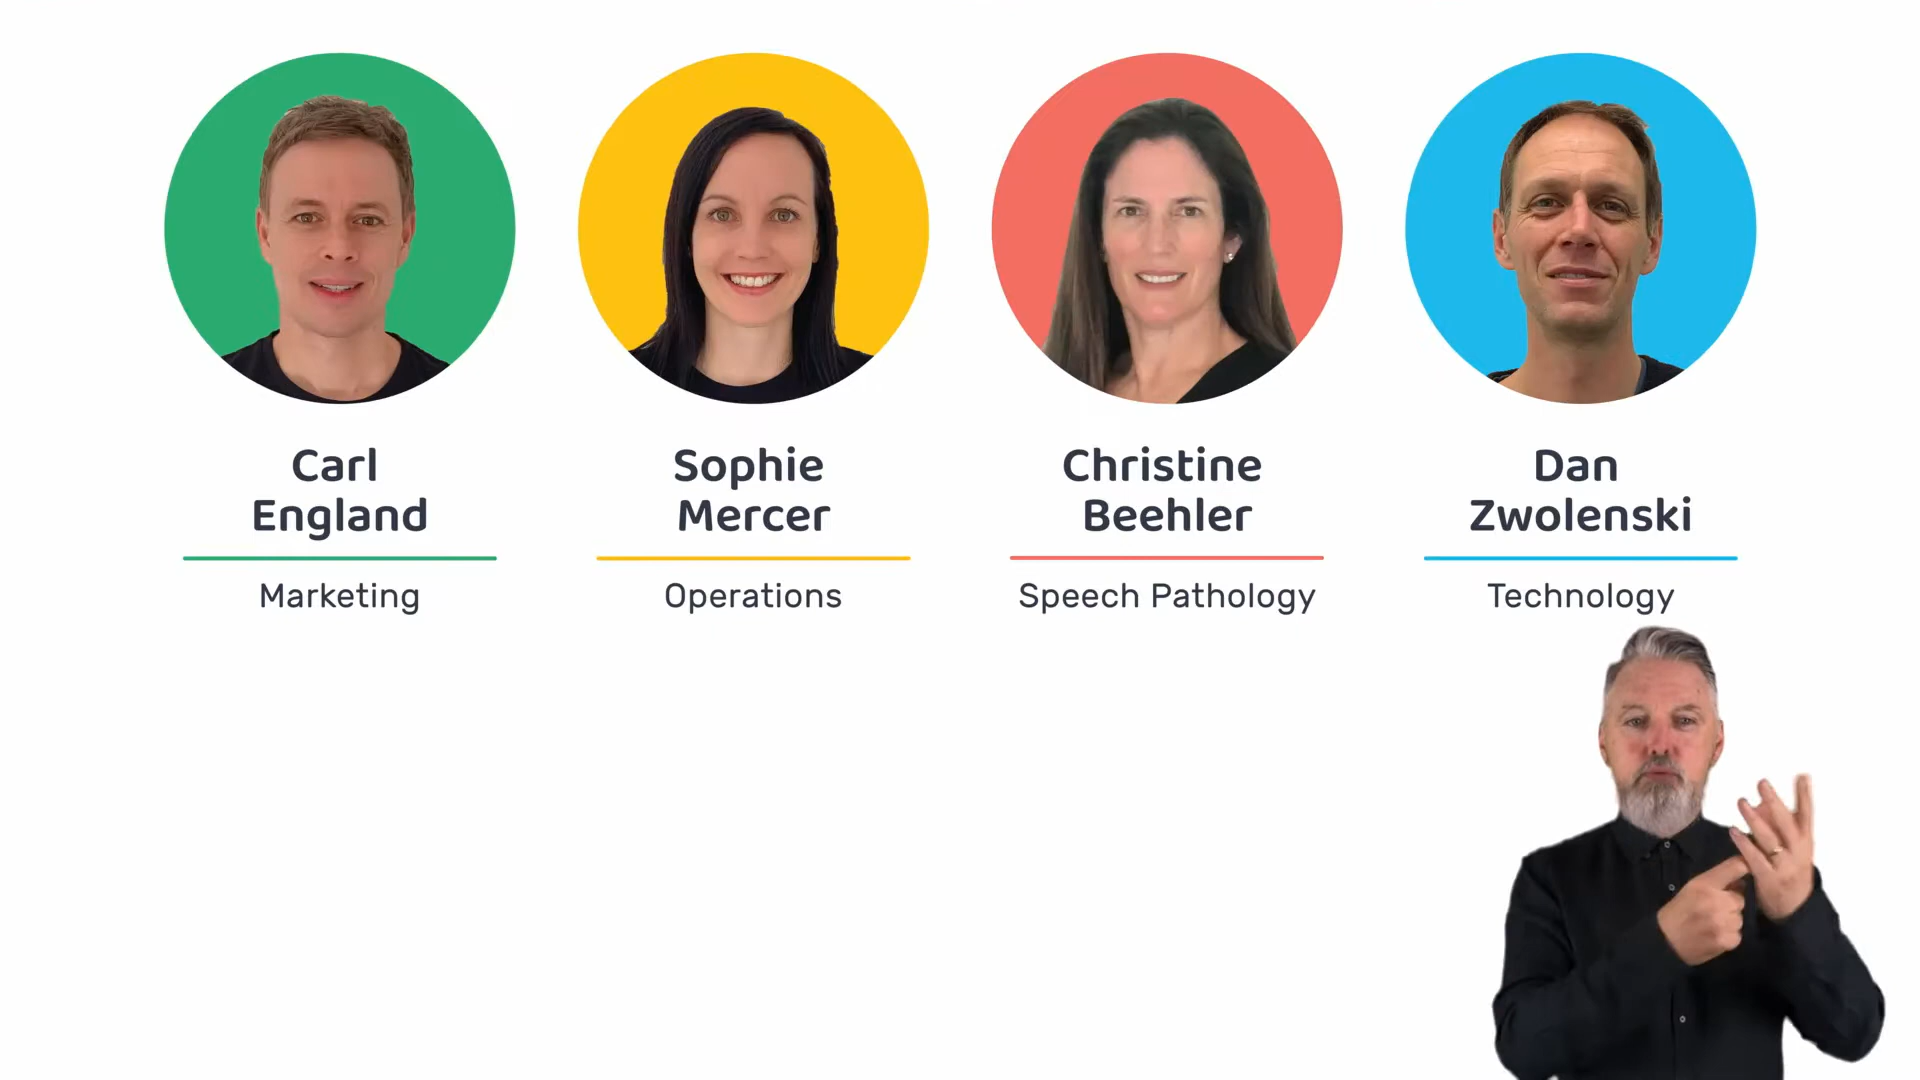 Carl
England
Marketing
Sophie
Mercer
Operations
Christine
Beehler
Speech Pathology
Dan
Zwolenski
Technology